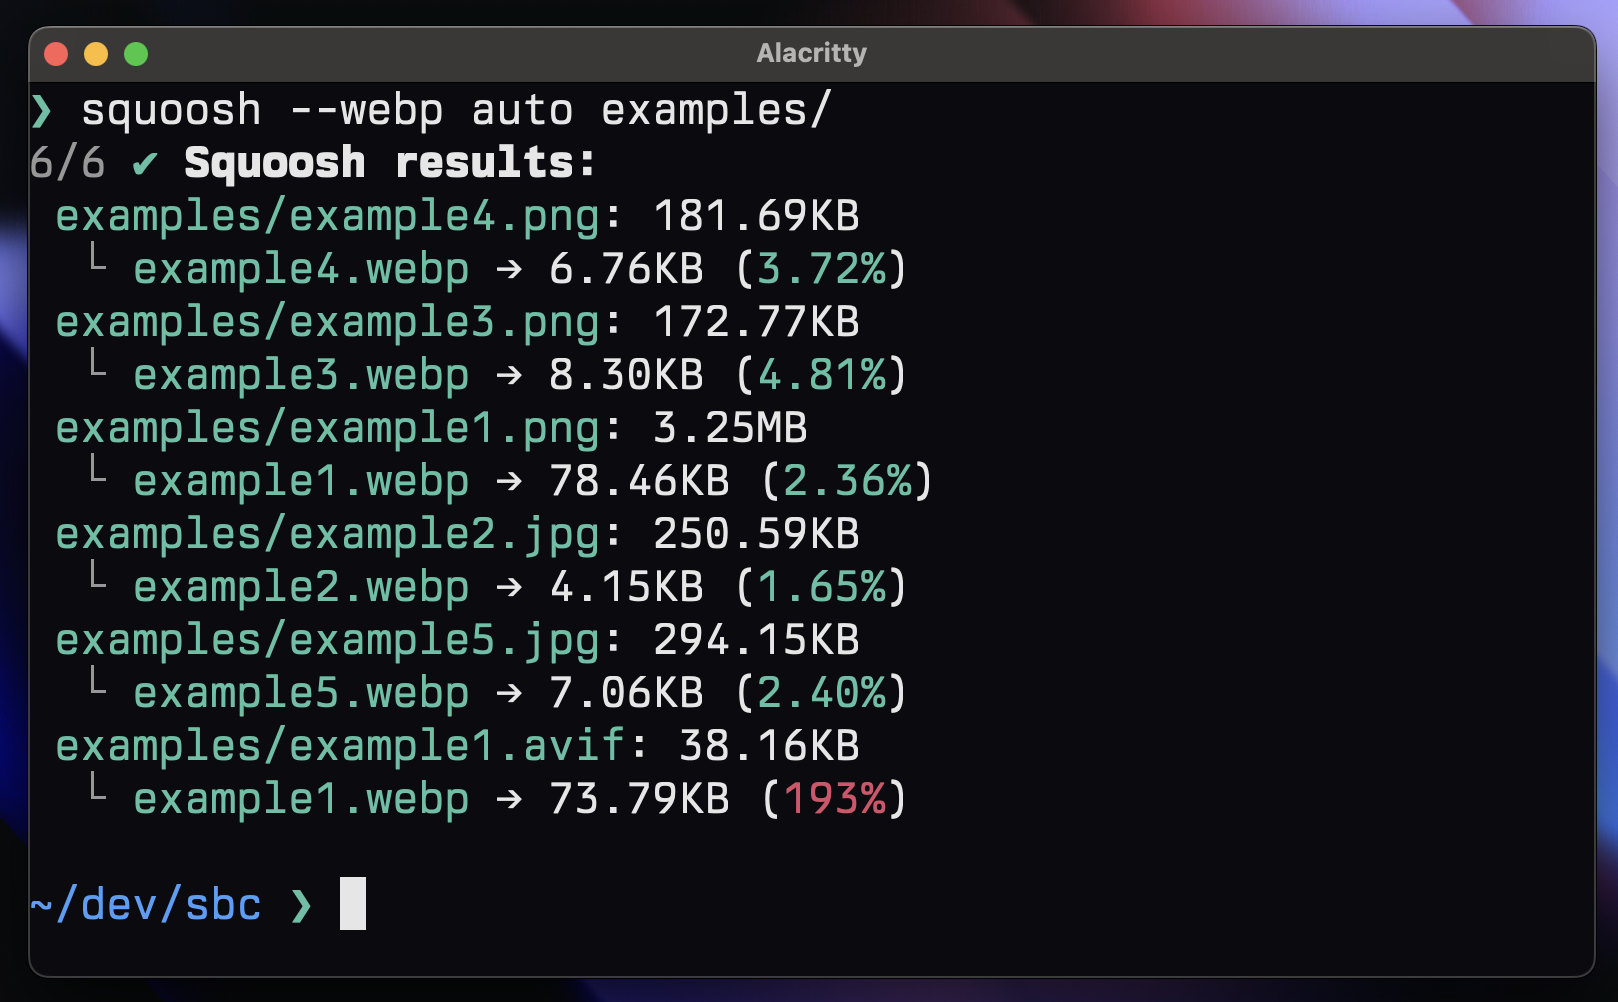 Alacritty
❯ squoosh --webp auto examples/
6/6 ✔ Squoosh results:
examples/example4.png: 181.69KB
└ example4.webp → 6.76KB (3.72%)
examples/example3.png: 172.77KB
└ example3.webp → 8.30KB (4.81%)
examples/example1.png: 3.25MB
└ example1.webp → 78.46KB (2.36%)
examples/example2.jpg: 250.59KB
└ example2.webp → 4.15KB (1.65%)
examples/example5.jpg: 294.15KB
└ example5.webp → 7.06KB (2.40%)
examples/example1.avif: 38.16KB
└ example1.webp → 73.79KB (193%)
~/dev/sbc ❯